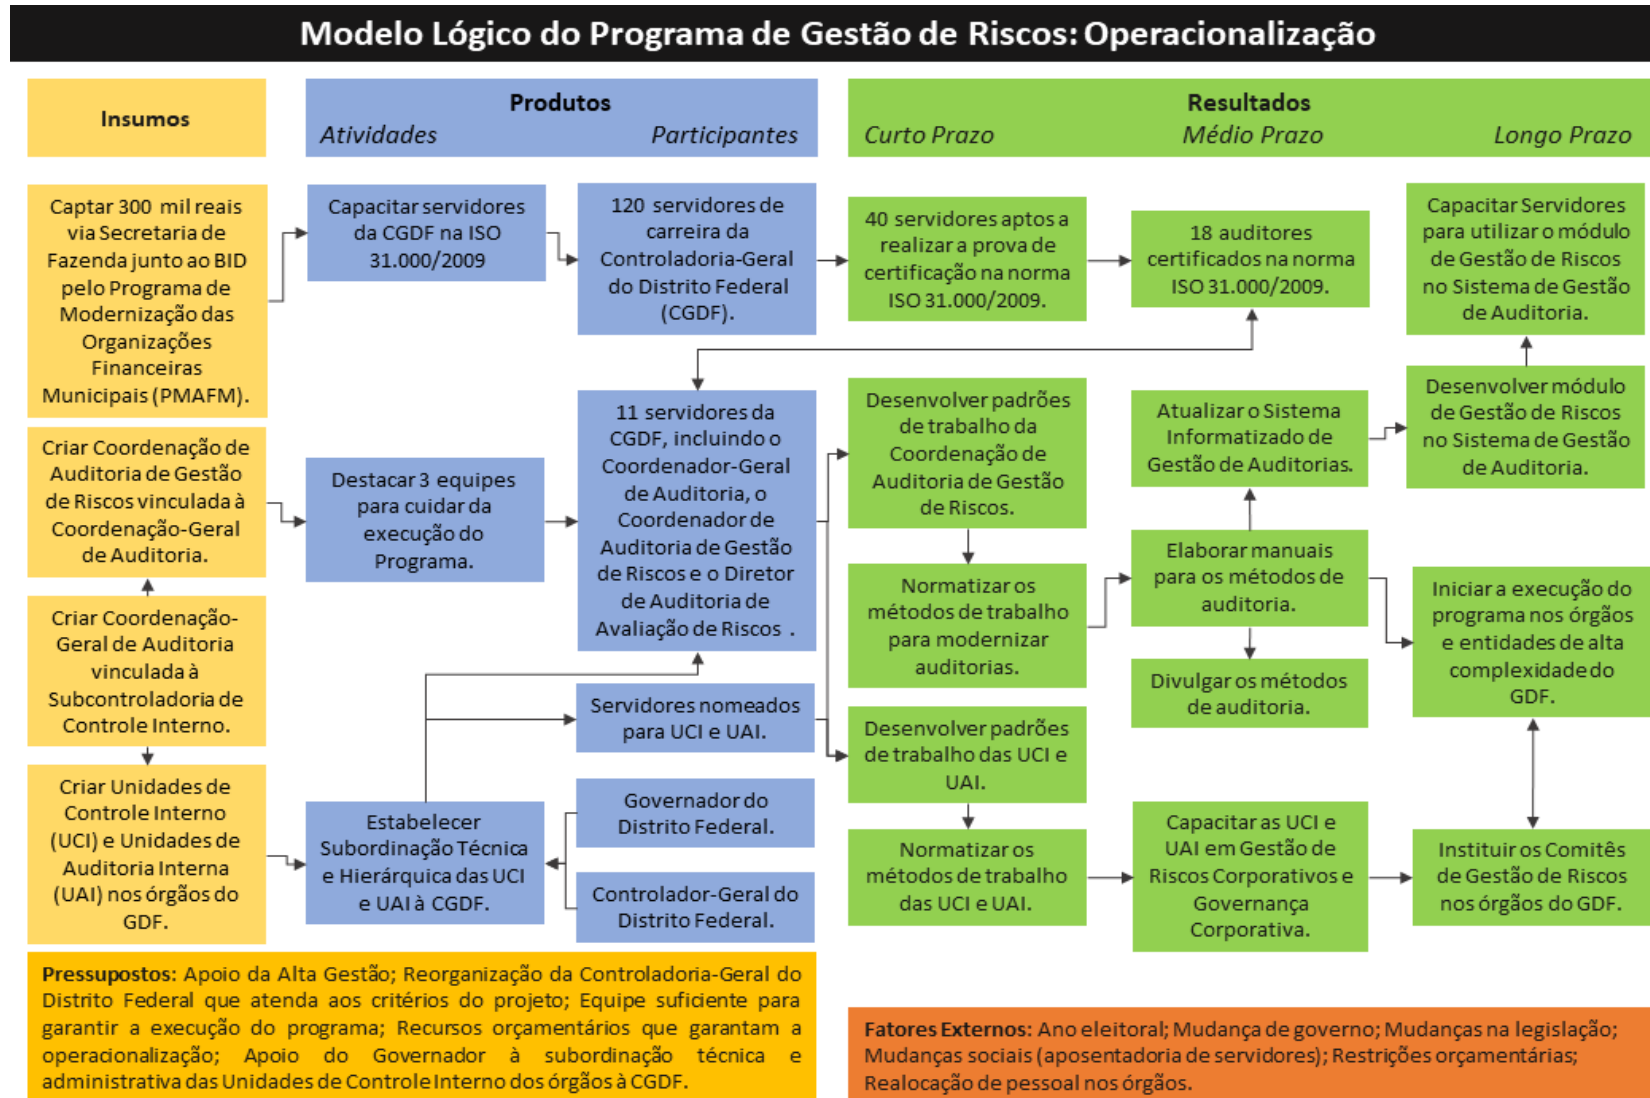 Modelo Lógico do Programa de Gestão de Riscos: Operacionalização
Insumos
Produtos
Atividades
Participantes
Resultados
Curto Prazo
Médio Prazo
Longo Prazo
Captar 300 mil reais
via Secretaria de
Fazenda junto ao BID
pelo Programa de
Modernização das
Organizações
Financeiras
Municipais (PMAFM).
Criar Coordenação de
Auditoria de Gestão
de Riscos vinculada à
Coordenação-Geral
de Auditoria.
Criar Coordenação-
Geral de Auditoria
vinculada à
Subcontroladoria de
Controle Interno.
Criar Unidades de
Controle Interno
(UCI) e Unidades de
Auditoria Interna
(UAI) nos órgãos do
GDF.
Capacitar servidores
da CGDF na ISO
31.000/2009
Destacar 3 equipes
para cuidar da
execução do
Programa.
Estabelecer
Subordinação Técnica
e Hierárquica das UCI
e UAI à CGDF.
120 servidores de
carreira da
Controladoria-Geral
do Distrito Federal
(CGDF).
11 servidores da
CGDF, incluindo o
Coordenador-Geral
de Auditoria, o
Coordenador de
Auditoria de Gestão
de Riscos e o Diretor
de Auditoria de
Avaliação de Riscos .
Servidores nomeados
para UCI e UAI.
Governador do
Distrito Federal.
Controlador-Geral do
Distrito Federal.
40 servidores aptos a
realizar a prova de
certificação na norma
ISO 31.000/2009.
Desenvolver padrões
de trabalho da
Coordenação de
Auditoria de Gestão
de Riscos.
Normatizar os
métodos de trabalho
para modernizar
auditorias.
Desenvolver padrões
de trabalho das UCI e
UAI.
Normatizar os
métodos de trabalho
das UCI e UAI.
18 auditores
certificados na norma
ISO 31.000/2009.
Atualizar o Sistema
Informatizado de
Gestão de Auditorias.
Elaborar manuais
para os métodos de
auditoria.
Divulgar os métodos
de auditoria.
Capacitar as UCI e
UAI em Gestão de
Riscos Corporativos e
Governança
Corporativa.
Capacitar Servidores
para utilizar o módulo
de Gestão de Riscos
no Sistema de Gestão
de Auditoria.
Desenvolver módulo
de Gestão de Riscos
no Sistema de Gestão
de Auditoria.
Iniciar a execução do
programa nos órgãos
e entidades de alta
complexidade do
GDF.
Instituir os Comitês
de Gestão de Riscos
nos órgãos do GDF.
Pressupostos: Apoio da Alta Gestão; Reorganização da Controladoria-Geral do
Distrito Federal que atenda aos critérios do projeto; Equipe suficiente para
garantir a execução do programa; Recursos orçamentários que garantam a
operacionalização; Apoio do Governador à subordinação técnica e
administrativa das Unidades de Controle Interno dos órgãos à CGDF.
Fatores Externos: Ano eleitoral; Mudança de governo; Mudanças na legislação;
Mudanças sociais (aposentadoria de servidores); Restrições orçamentárias;
Realocação de pessoal nos órgãos.